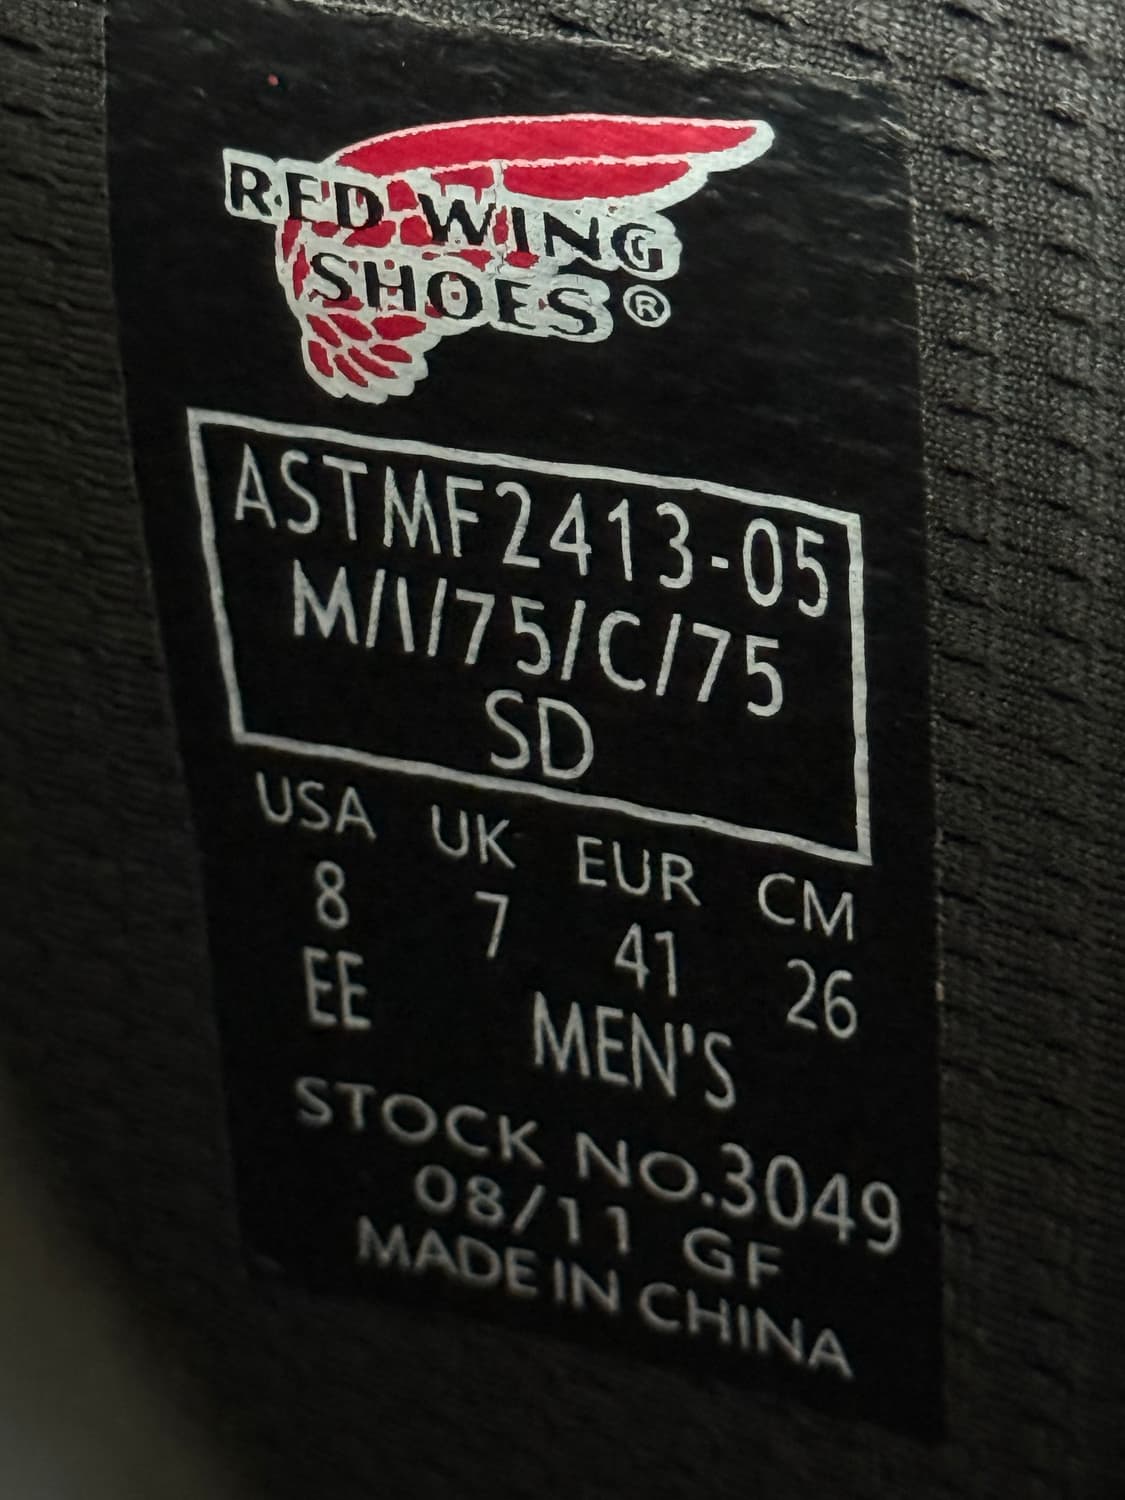 RED WING
SHOES®
ASTMF2413-05
M/I/75/C/75
SD
USA UK EUR CM
8 7 41 26
EE MEN'S
STOCK NO.3049
08/11 GF
MADE IN CHINA